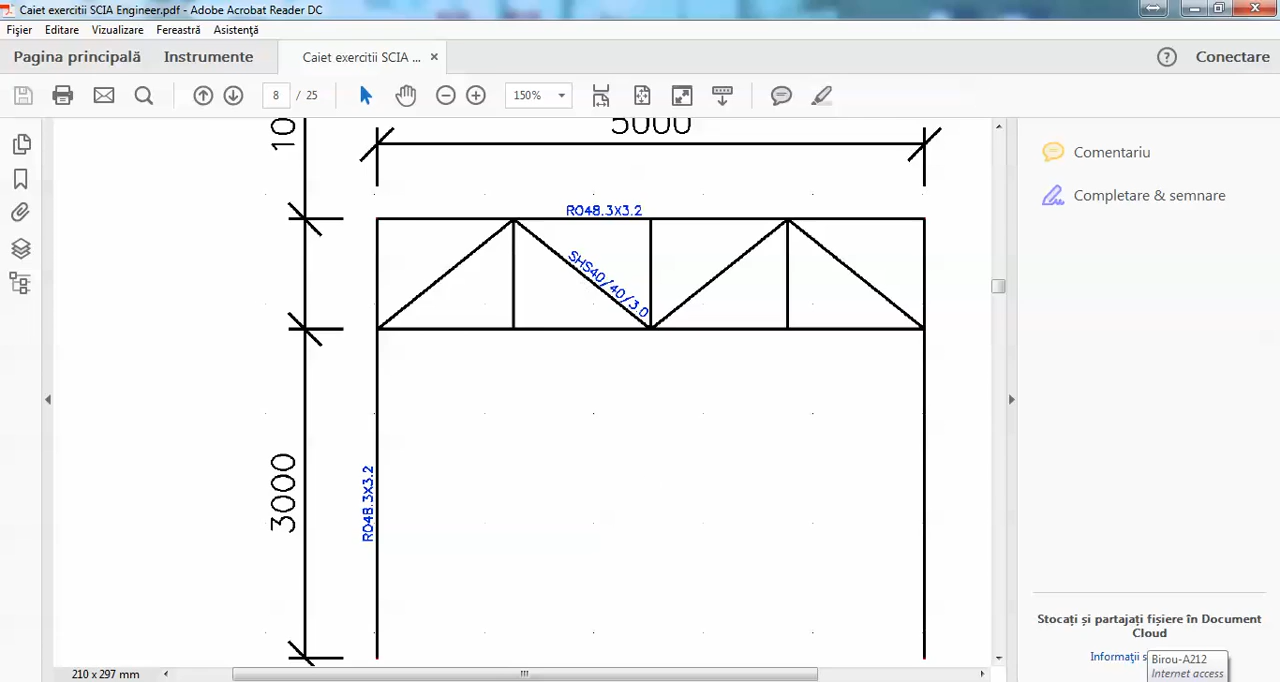 Caiet exercitii SCIA Engineer.pdf - Adobe Acrobat Reader DC
Fișier Editare Vizualizare Fereastră Asistență
Pagina principală Instrumente Caiet exercitii SCIA ... × ? Conectare
8 / 25 150%
5000
10
RO48.3X3.2
SHS40/40/3.0
3000
RO48.3X3.2
Comentariu
Completare & semnare
Stocați și partajați fișiere în Document
Cloud
Informații
Birou-A212
Internet access
210 x 297 mm